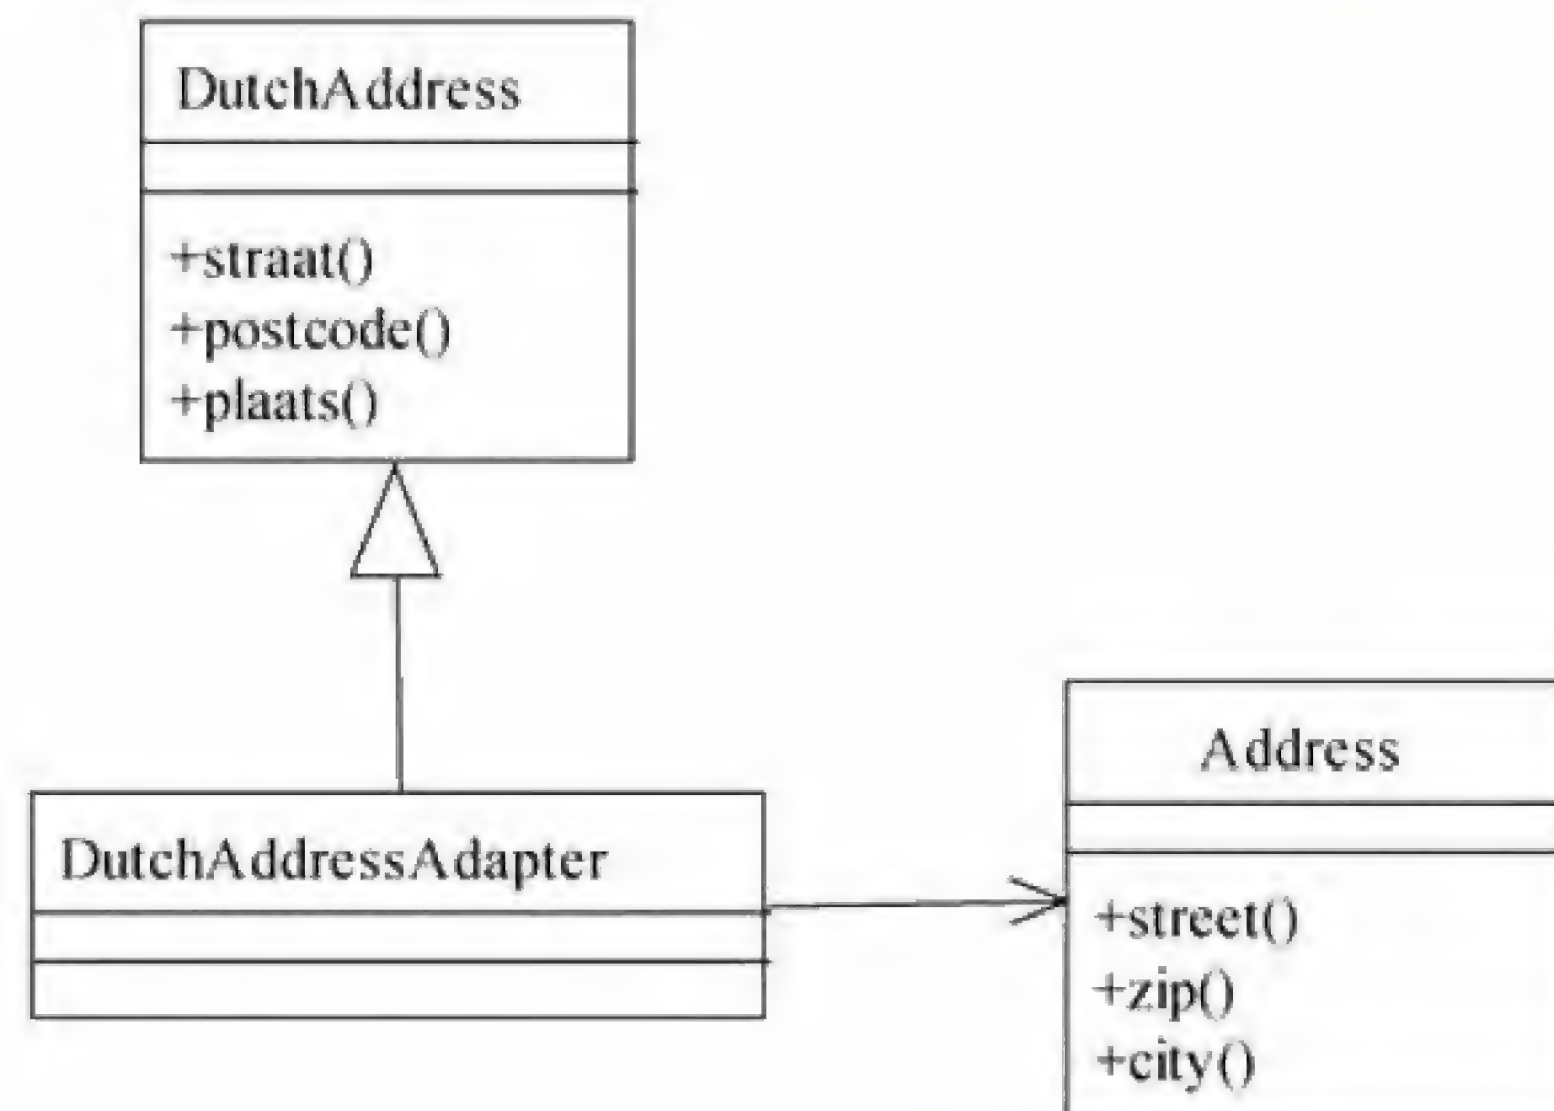 DutchAddress
+straat()
+postcode()
+plaats()
DutchAddressAdapter
Address
+street()
+zip()
+city()